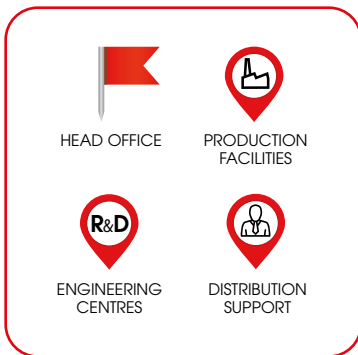 HEAD OFFICE
PRODUCTION
FACILITIES
R&D
ENGINEERING
CENTRES
DISTRIBUTION
SUPPORT